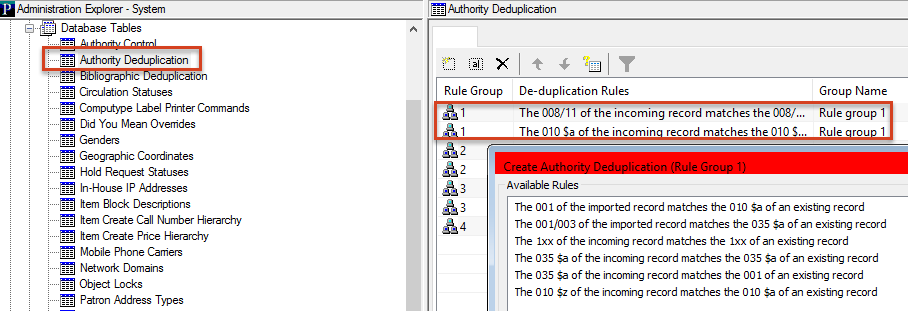 Administration Explorer - System
Database Tables
Authority Control
Authority Deduplication
Bibliographic Deduplication
Circulation Statuses
Computype Label Printer Commands
Did You Mean Overrides
Genders
Geographic Coordinates
Hold Request Statuses
In-House IP Addresses
Item Block Descriptions
Item Create Call Number Hierarchy
Item Create Price Hierarchy
Mobile Phone Carriers
Network Domains
Object Locks
Patron Address Types
Authority Deduplication
Rule Group De-duplication Rules Group Name
1 The 008/11 of the incoming record matches the 008/... Rule group 1
1 The 010 $a of the incoming record matches the 010 $... Rule group 1
2
2
3
3
4
Create Authority Deduplication (Rule Group 1)
Available Rules
The 001 of the imported record matches the 010 $a of an existing record
The 001/003 of the imported record matches the 035 $a of an existing record
The 1xx of the incoming record matches the 1xx of an existing record
The 035 $a of the incoming record matches the 035 $a of an existing record
The 035 $a of the incoming record matches the 001 of an existing record
The 010 $z of the incoming record matches the 010 $a of an existing record